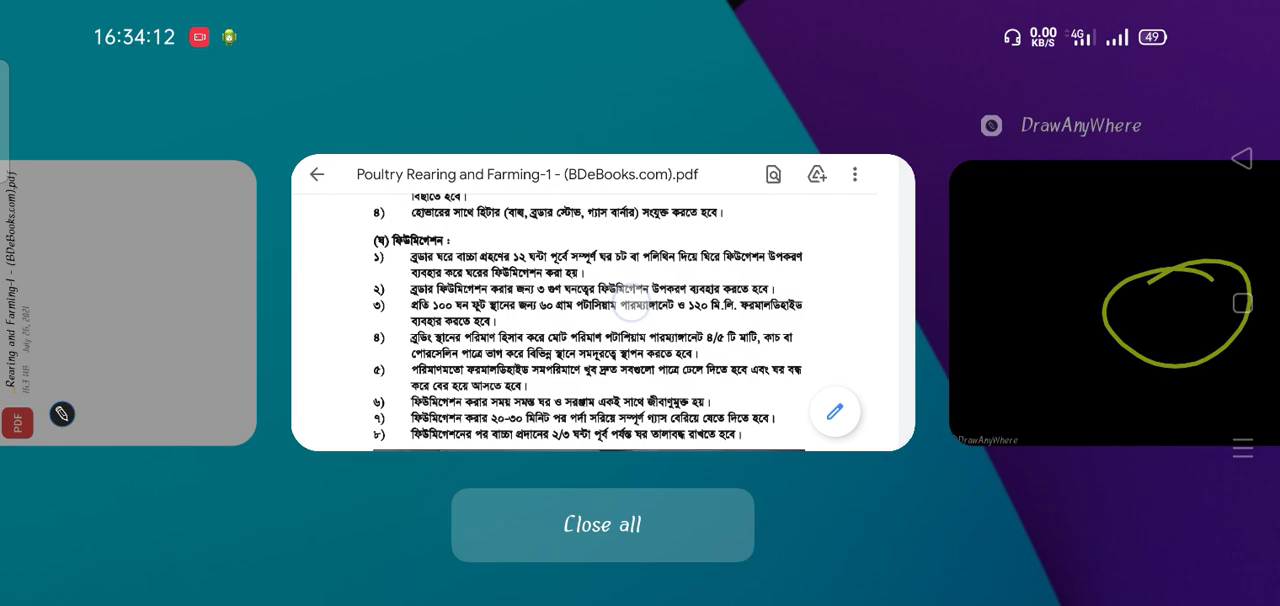 16:34:12
0.00 KB/S 4G 49
DrawAnyWhere
Rearing and Farming-1 - (BDeBooks.com).pdf
16.3 MB July 26, 2021
PDF
Poultry Rearing and Farming-1 - (BDeBooks.com).pdf
বিছাতে হবে।
৪) হোভারের সাথে হিটার (বাল্ব, ব্রুডার স্টোভ, গ্যাস বার্নার) সংযুক্ত করতে হবে।
(ঘ) ফিউমিগেশন :
১) ব্রুডার ঘরে বাচ্চা গ্রহণের ১২ ঘন্টা পূর্বে সম্পূর্ণ ঘর চট বা পলিথিন দিয়ে ঘিরে ফিউগেশন উপকরণ
ব্যবহার করে ঘরের ফিউমিগেশন করা হয়।
২) ব্রুডার ফিউমিগেশন করার জন্য ৩ গুণ ঘনত্বের ফিউমিগেশন উপকরণ ব্যবহার করতে হবে।
৩) প্রতি ১০০ ঘন ফুট স্থানের জন্য ৬০ গ্রাম পটাসিয়াম পারম্যাঙ্গানেট ও ১২০ মি.লি. ফরমালডিহাইড
ব্যবহার করতে হবে।
৪) ব্রুডিং স্থানের পরিমাণ হিসাব করে মোট পরিমাণ পটাশিয়াম পারম্যাঙ্গানেট ৪/৫ টি মাটি, কাচ বা
পোরসেলিন পাত্রে ভাগ করে বিভিন্ন স্থানে সমদূরত্বে স্থাপন করতে হবে।
৫) পরিমাণমতো ফরমালডিহাইড সমপরিমাণে খুব দ্রুত সবগুলো পাত্রে ঢেলে দিতে হবে এবং ঘর বন্ধ
করে বের হয়ে আসতে হবে।
৬) ফিউমিগেশন করার সময় সমস্ত ঘর ও সরঞ্জাম একই সাথে জীবাণুমুক্ত হয়।
৭) ফিউমিগেশন করার ২০-৩০ মিনিট পর পর্দা সরিয়ে সম্পূর্ণ গ্যাস বেরিয়ে যেতে দিতে হবে।
৮) ফিউমিগেশনের পর বাচ্চা প্রদানের ২/৩ ঘন্টা পূর্ব পর্যন্ত ঘর তালাবদ্ধ রাখতে হবে।
DrawAnyWhere
Close all